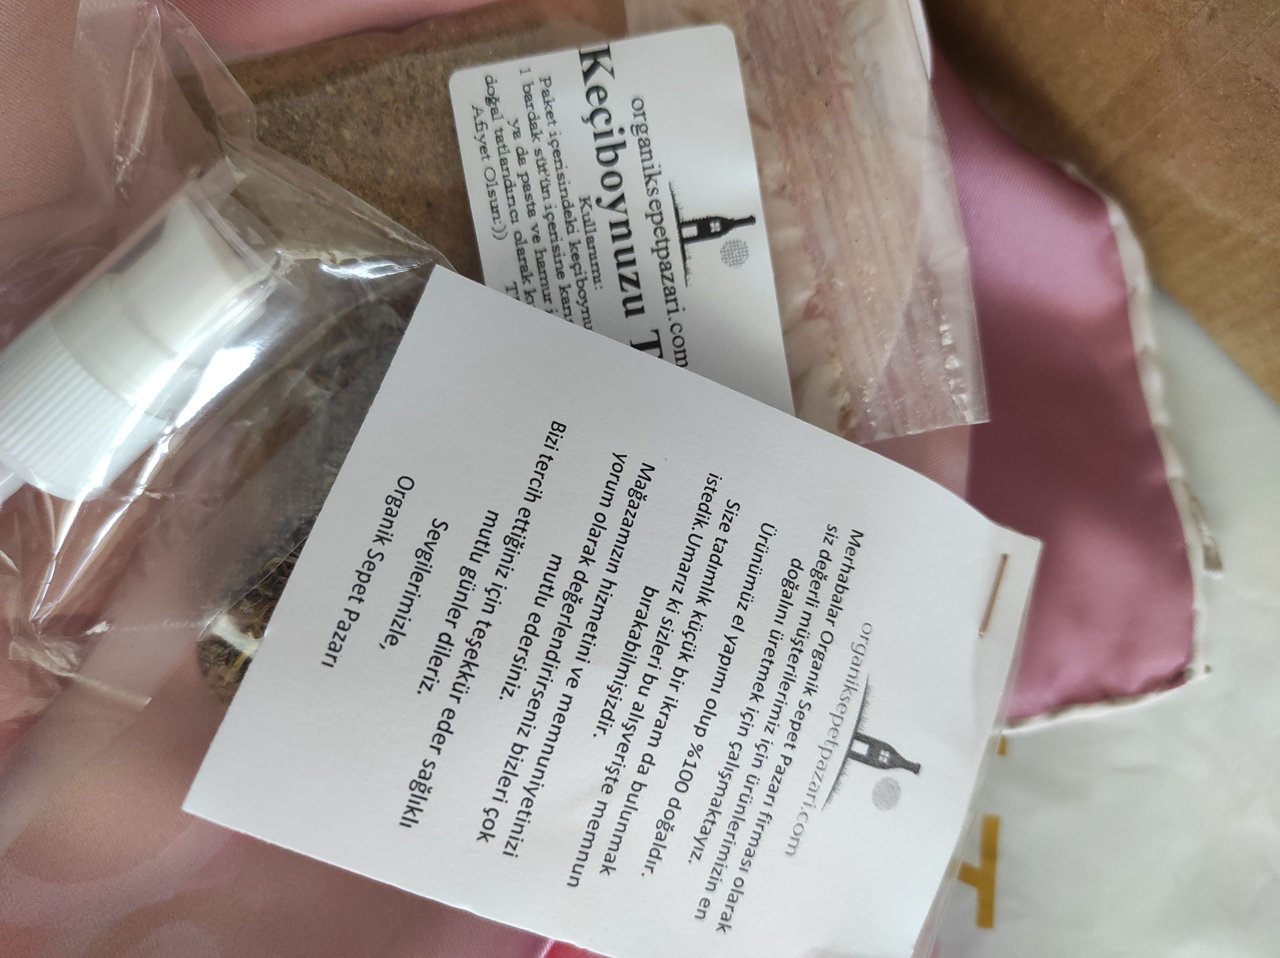 organiksepetpazari.com
Keçiboynuzu T
Kullanımı:
Paket içerisindeki keçiboynu
1 bardak süt'ün içerisine karış
ya da pasta ve hamur i
doğal tatlandırıcı olarak ku
Afiyet Olsun:))
T
organiksepetpazari.com
Merhabalar Organik Sepet Pazarı firması olarak
siz değerli müşterilerimiz için ürünlerimizin en
doğalını üretmek için çalışmaktayız.
Ürünümüz el yapımı olup %100 doğaldır.
Size tadımlık küçük bir ikram da bulunmak
istedik.Umarız ki sizleri bu alışverişte memnun
bırakabilmişizdir.
Mağazamızın hizmetini ve memnuniyetinizi
yorum olarak değerlendirirseniz bizleri çok
mutlu edersiniz.
Bizi tercih ettiğiniz için teşekkür eder sağlıklı
mutlu günler dileriz.
Sevgilerimizle,
Organik Sepet Pazarı